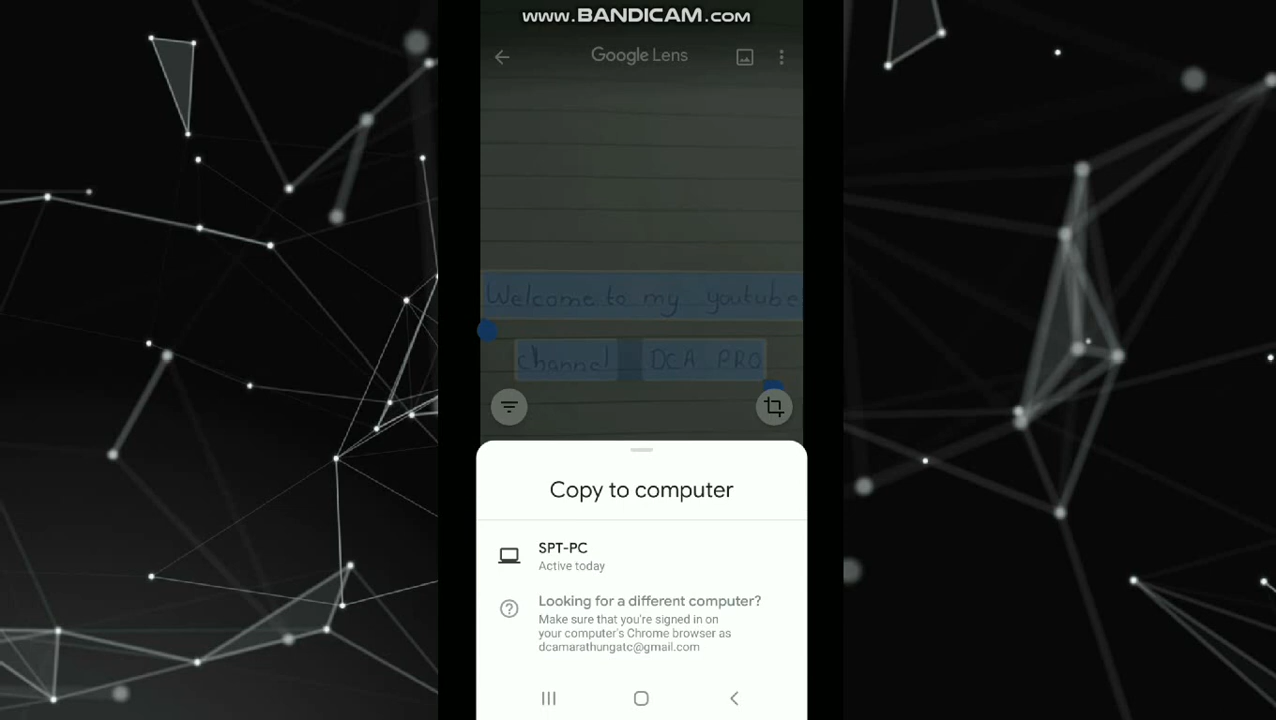 www.BANDICAM.com
Google Lens
Welcome to my youtube
channel DCA PRO
Copy to computer
SPT-PC
Active today
Looking for a different computer?
Make sure that you're signed in on
your computer's Chrome browser as
dcamarathungatc@gmail.com